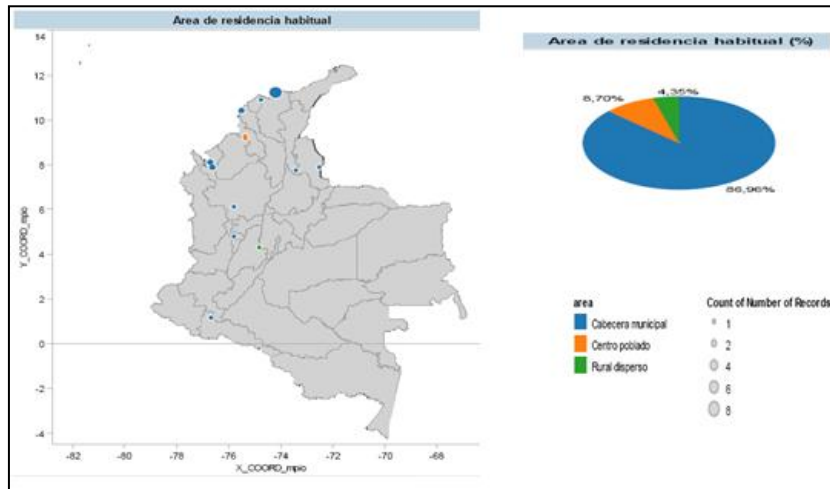 Area de residencia habitual
14
12
10
8
6
4
2
0
-2
-4
Y_COORD_mpio
-82
-80
-78
-76
-74
-72
-70
-68
X_COORD_mpio
Area de residencia habitual (%)
8,70%
4,35%
86,96%
area
Cabecera municipal
Centro poblado
Rural disperso
Count of Number of Records
1
2
4
6
8